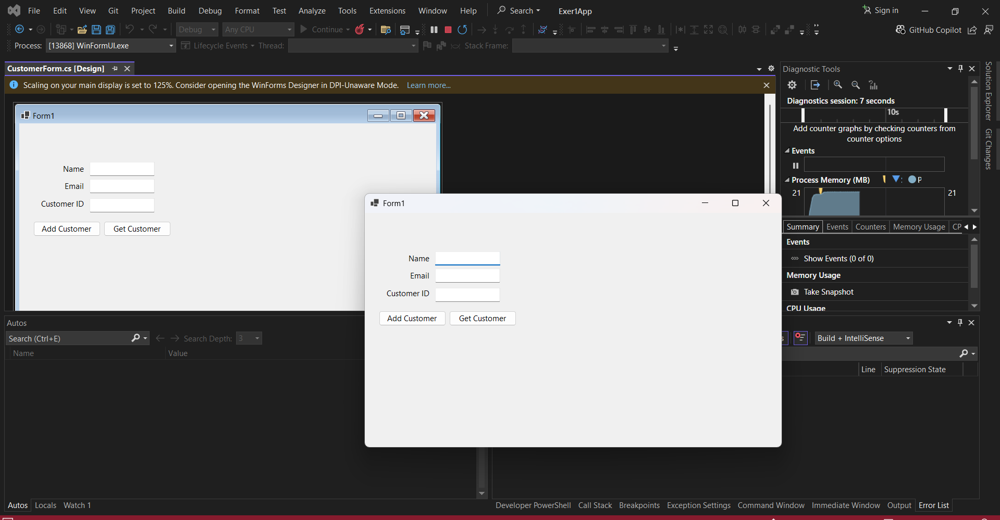 File Edit View Git Project Build Debug Format Test Analyze Tools Extensions Window Help Search Exer1App Sign in
Debug Any CPU Continue GitHub Copilot
Process: [13868] WinFormUI.exe Lifecycle Events Thread: Stack Frame:
CustomerForm.cs [Design]
Scaling on your main display is set to 125%. Consider opening the WinForms Designer in DPI-Unaware Mode. Learn more...
Form1
Name
Email
Customer ID
Add Customer Get Customer
Form1
Name
Email
Customer ID
Add Customer Get Customer
Diagnostic Tools
Diagnostics session: 7 seconds
10s
Add counter graphs by checking counters from
counter options
Events
Process Memory (MB) P
21 21
Summary Events Counters Memory Usage CP
Events
Show Events (0 of 0)
Memory Usage
Take Snapshot
CPU Usage
Solution Explorer
Git Changes
Autos
Search (Ctrl+E) Search Depth: 3
Name Value
s Build + IntelliSense
Line Suppression State
Autos Locals Watch 1
Developer PowerShell Call Stack Breakpoints Exception Settings Command Window Immediate Window Output Error List